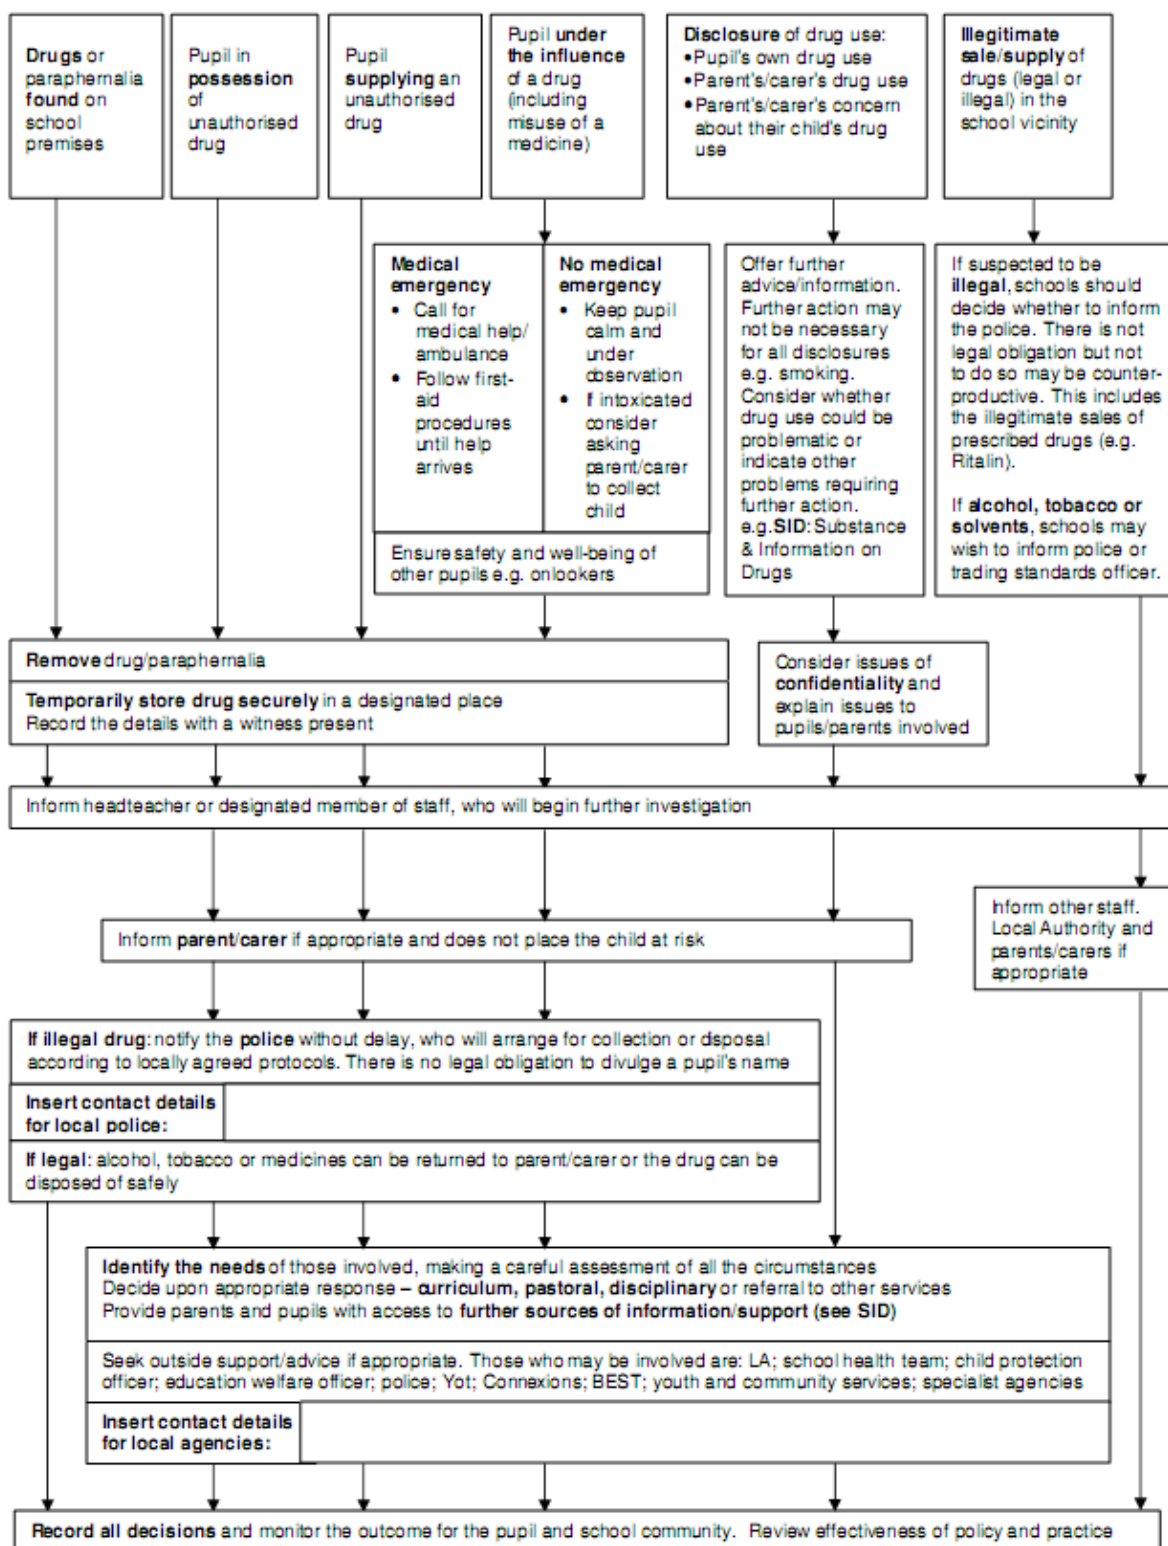 Drugs or
paraphernalia
found on
school
premises
Pupil in
possession
of
unauthorised
drug
Pupil
supplying an
unauthorised
drug
Pupil under
the influence
of a drug
(including
misuse of a
medicine)
Disclosure of drug use:
•Pupil's own drug use
•Parent's/carer's drug use
•Parent's/carer's concern
about their child's drug
use
Illegitimate
sale/supply of
drugs (legal or
illegal) in the
school vicinity
Medical
emergency
• Call for
medical help/
ambulance
• Follow first-
aid
procedures
until help
arrives
No medical
emergency
• Keep pupil
calm and
under
observation
• If intoxicated
consider
asking
parent/carer
to collect
child
Ensure safety and well-being of
other pupils e.g. onlookers
Offer further
advice/information.
Further action may
not be necessary
for all disclosures
e.g. smoking.
Consider whether
drug use could be
problematic or
indicate other
problems requiring
further action.
e.g. SID: Substance
& Information on
Drugs
If suspected to be
illegal, schools should
decide whether to inform
the police. There is not
legal obligation but not
to do so may be counter-
productive. This includes
the illegitimate sales of
prescribed drugs (e.g.
Ritalin).
If alcohol, tobacco or
solvents, schools may
wish to inform police or
trading standards officer.
Remove drug/paraphernalia
Temporarily store drug securely in a designated place
Record the details with a witness present
Consider issues of
confidentiality and
explain issues to
pupils/parents involved
Inform headteacher or designated member of staff, who will begin further investigation
Inform other staff.
Local Authority and
parents/carers if
appropriate
Inform parent/carer if appropriate and does not place the child at risk
If illegal drug: notify the police without delay, who will arrange for collection or disposal
according to locally agreed protocols. There is no legal obligation to divulge a pupil's name
Insert contact details
for local police:
If legal: alcohol, tobacco or medicines can be returned to parent/carer or the drug can be
disposed of safely
Identify the needs of those involved, making a careful assessment of all the circumstances
Decide upon appropriate response – curriculum, pastoral, disciplinary or referral to other services
Provide parents and pupils with access to further sources of information/support (see SID)
Seek outside support/advice if appropriate. Those who may be involved are: LA; school health team; child protection
officer; education welfare officer; police; Yot; Connexions; BEST; youth and community services; specialist agencies
Insert contact details
for local agencies:
Record all decisions and monitor the outcome for the pupil and school community. Review effectiveness of policy and practice